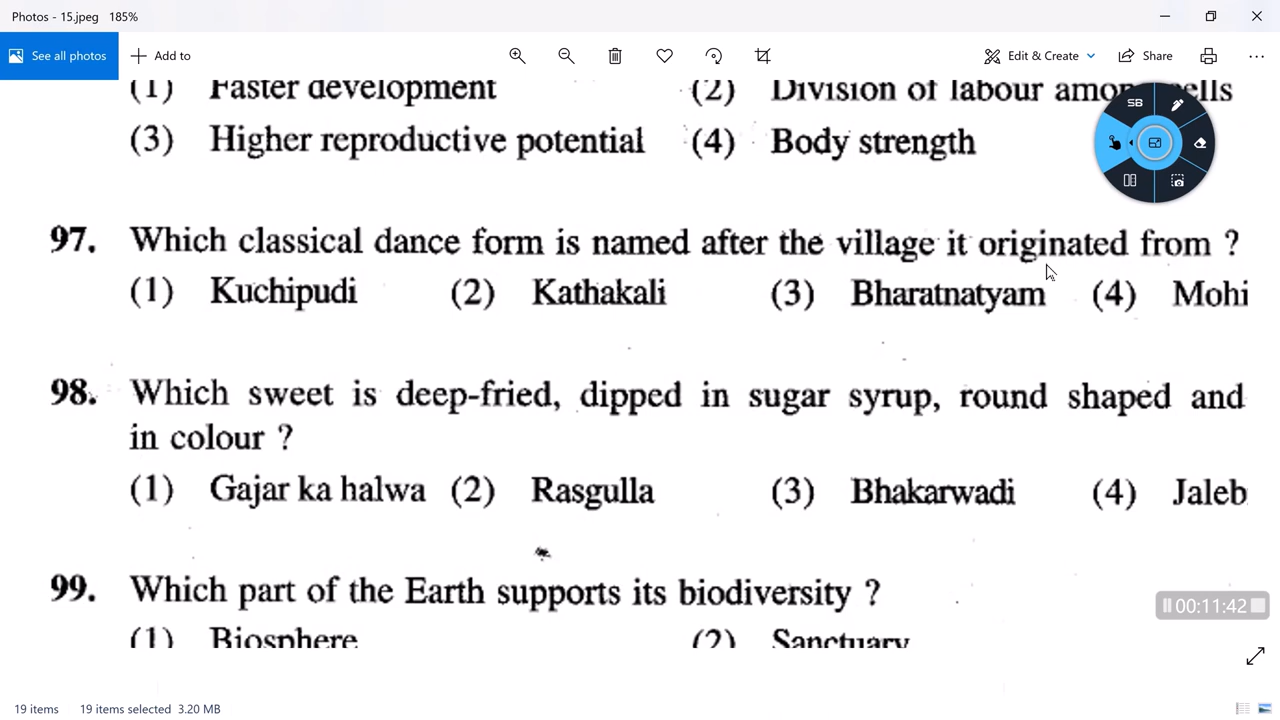 Photos - 15.jpeg 185%
See all photos
Add to
Edit & Create
Share
(1) Faster development (2) Division of labour among cells
SB
(3) Higher reproductive potential (4) Body strength
97. Which classical dance form is named after the village it originated from ?
(1) Kuchipudi (2) Kathakali (3) Bharatnatyam (4) Mohi
98. Which sweet is deep-fried, dipped in sugar syrup, round shaped and
in colour ?
(1) Gajar ka halwa (2) Rasgulla (3) Bhakarwadi (4) Jaleb
99. Which part of the Earth supports its biodiversity ?
00:11:42
(1) Biosphere (2) Sanctuary
19 items 19 items selected 3.20 MB